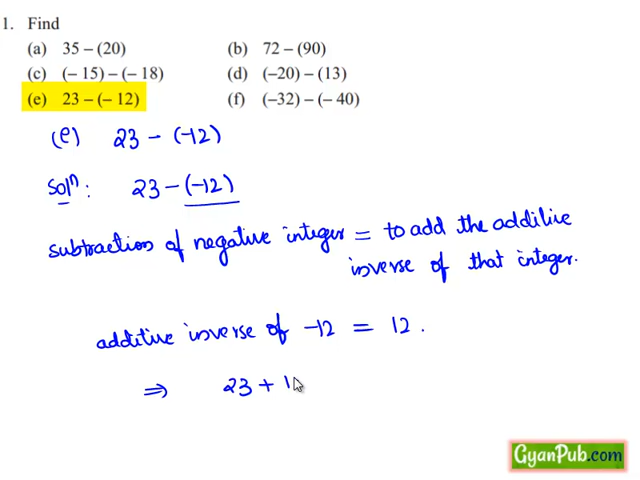 1. Find
(a) 35 – (20) (b) 72 – (90)
(c) (– 15) – (– 18) (d) (–20) – (13)
(e) 23 – (– 12) (f) (–32) – (– 40)
(e) 23 – (-12)
Solⁿ : 23 – (-12)
subtraction of negative integer = to add the additive
inverse of that integer.
additive inverse of -12 = 12 .
⇒ 23 + 1
GyanPub.com